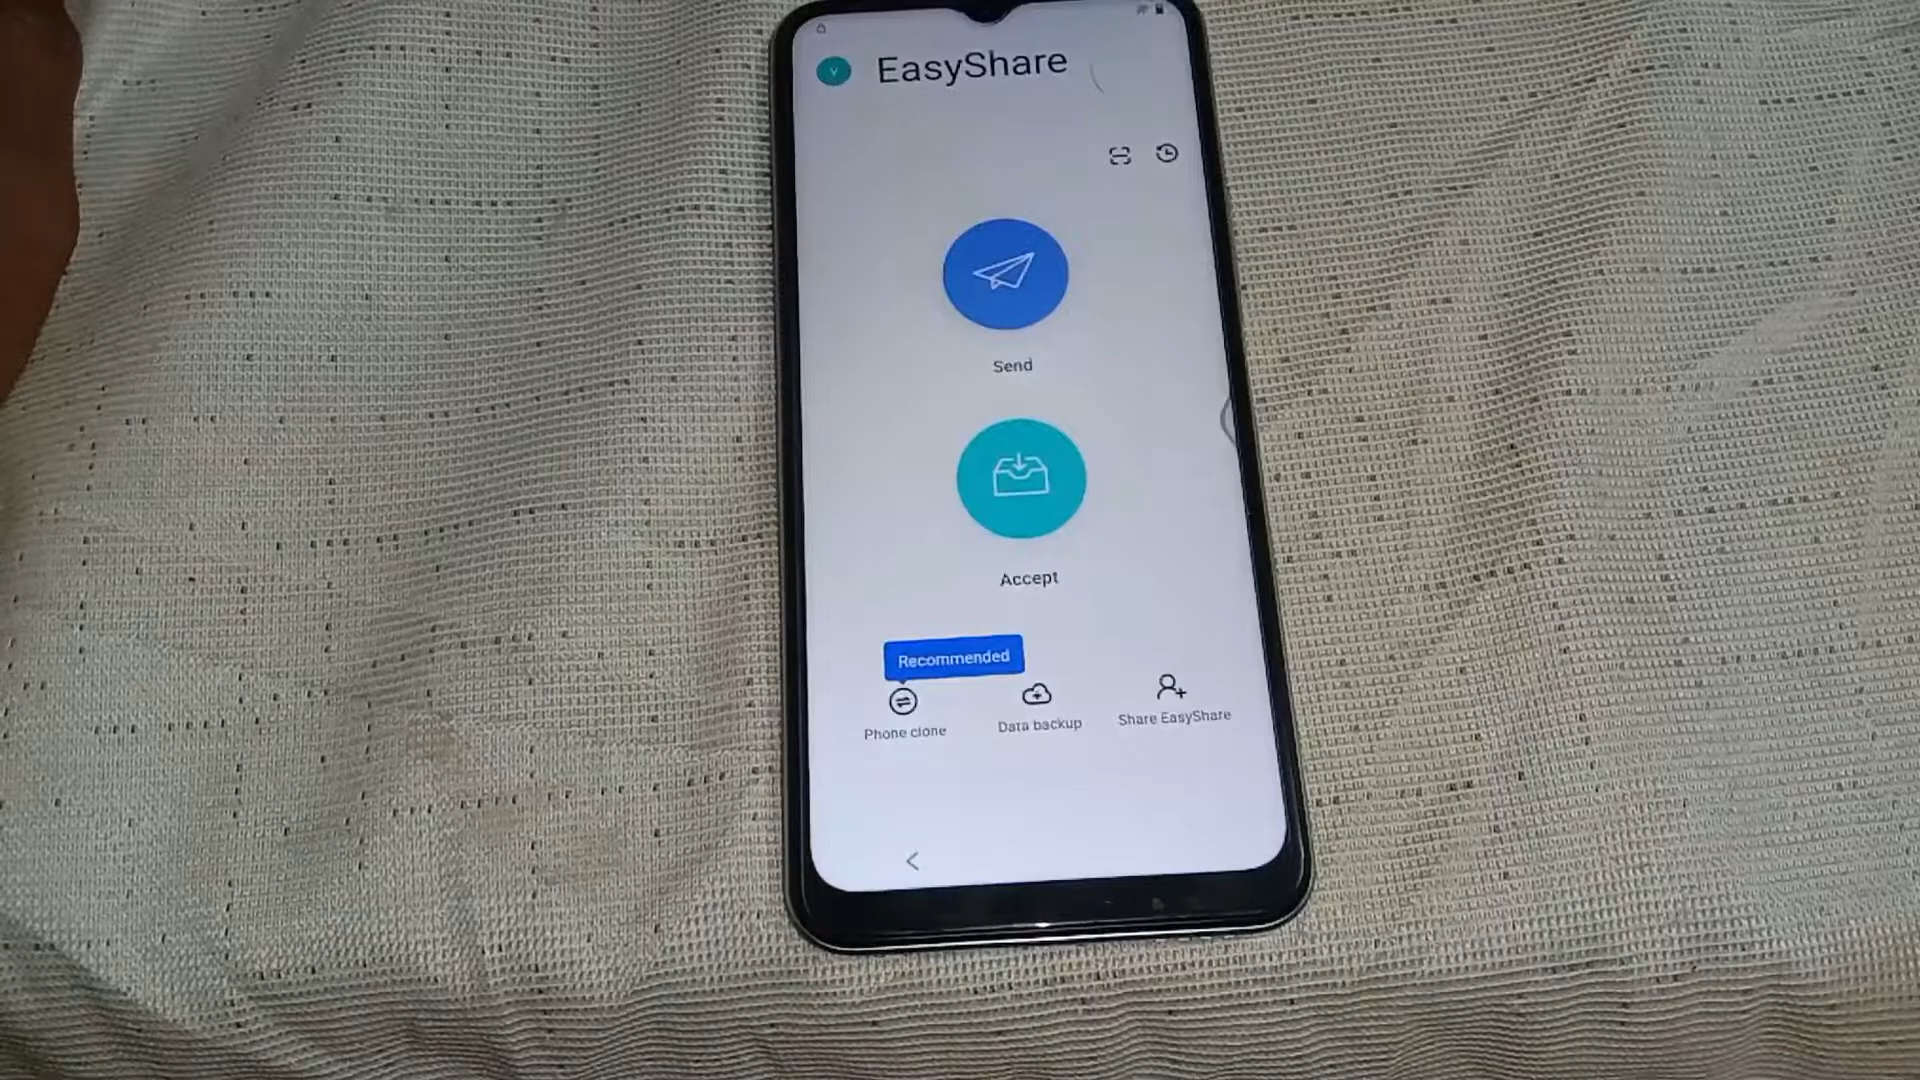 V
EasyShare
Send
Accept
Recommended
Phone clone
Data backup
Share EasyShare